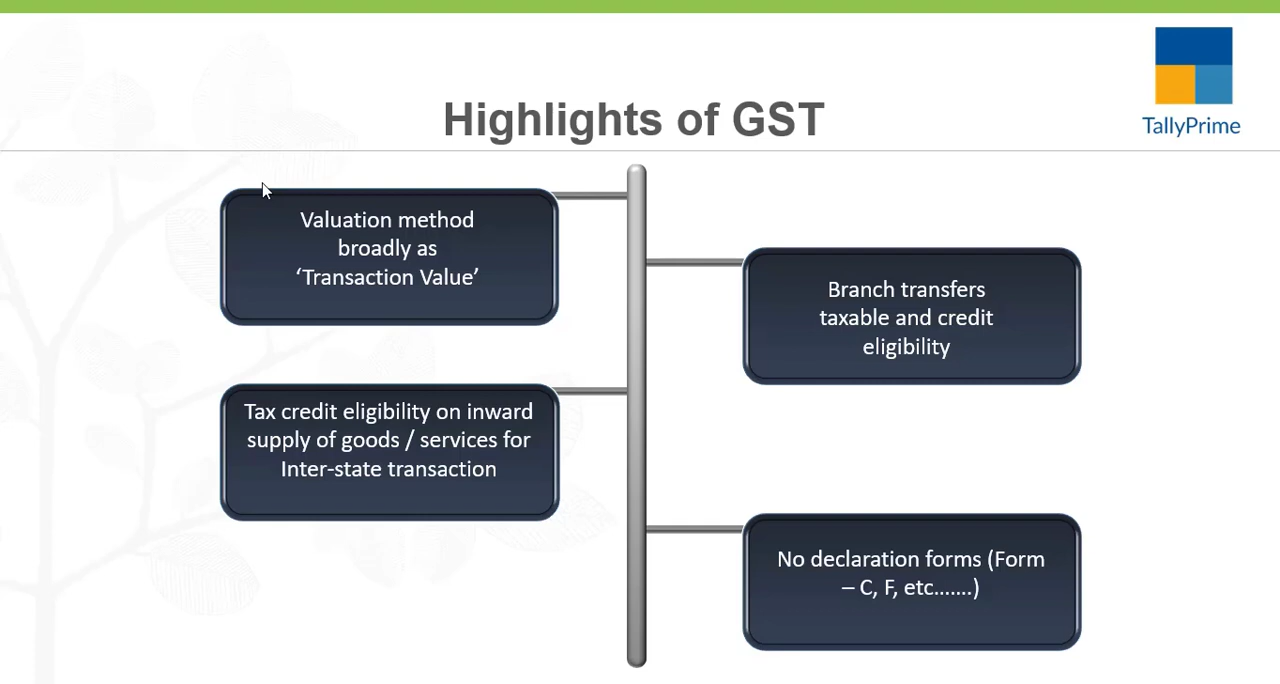 TallyPrime
Highlights of GST
Valuation method
broadly as
‘Transaction Value’
Branch transfers
taxable and credit
eligibility
Tax credit eligibility on inward
supply of goods / services for
Inter-state transaction
No declaration forms (Form
– C, F, etc.......)